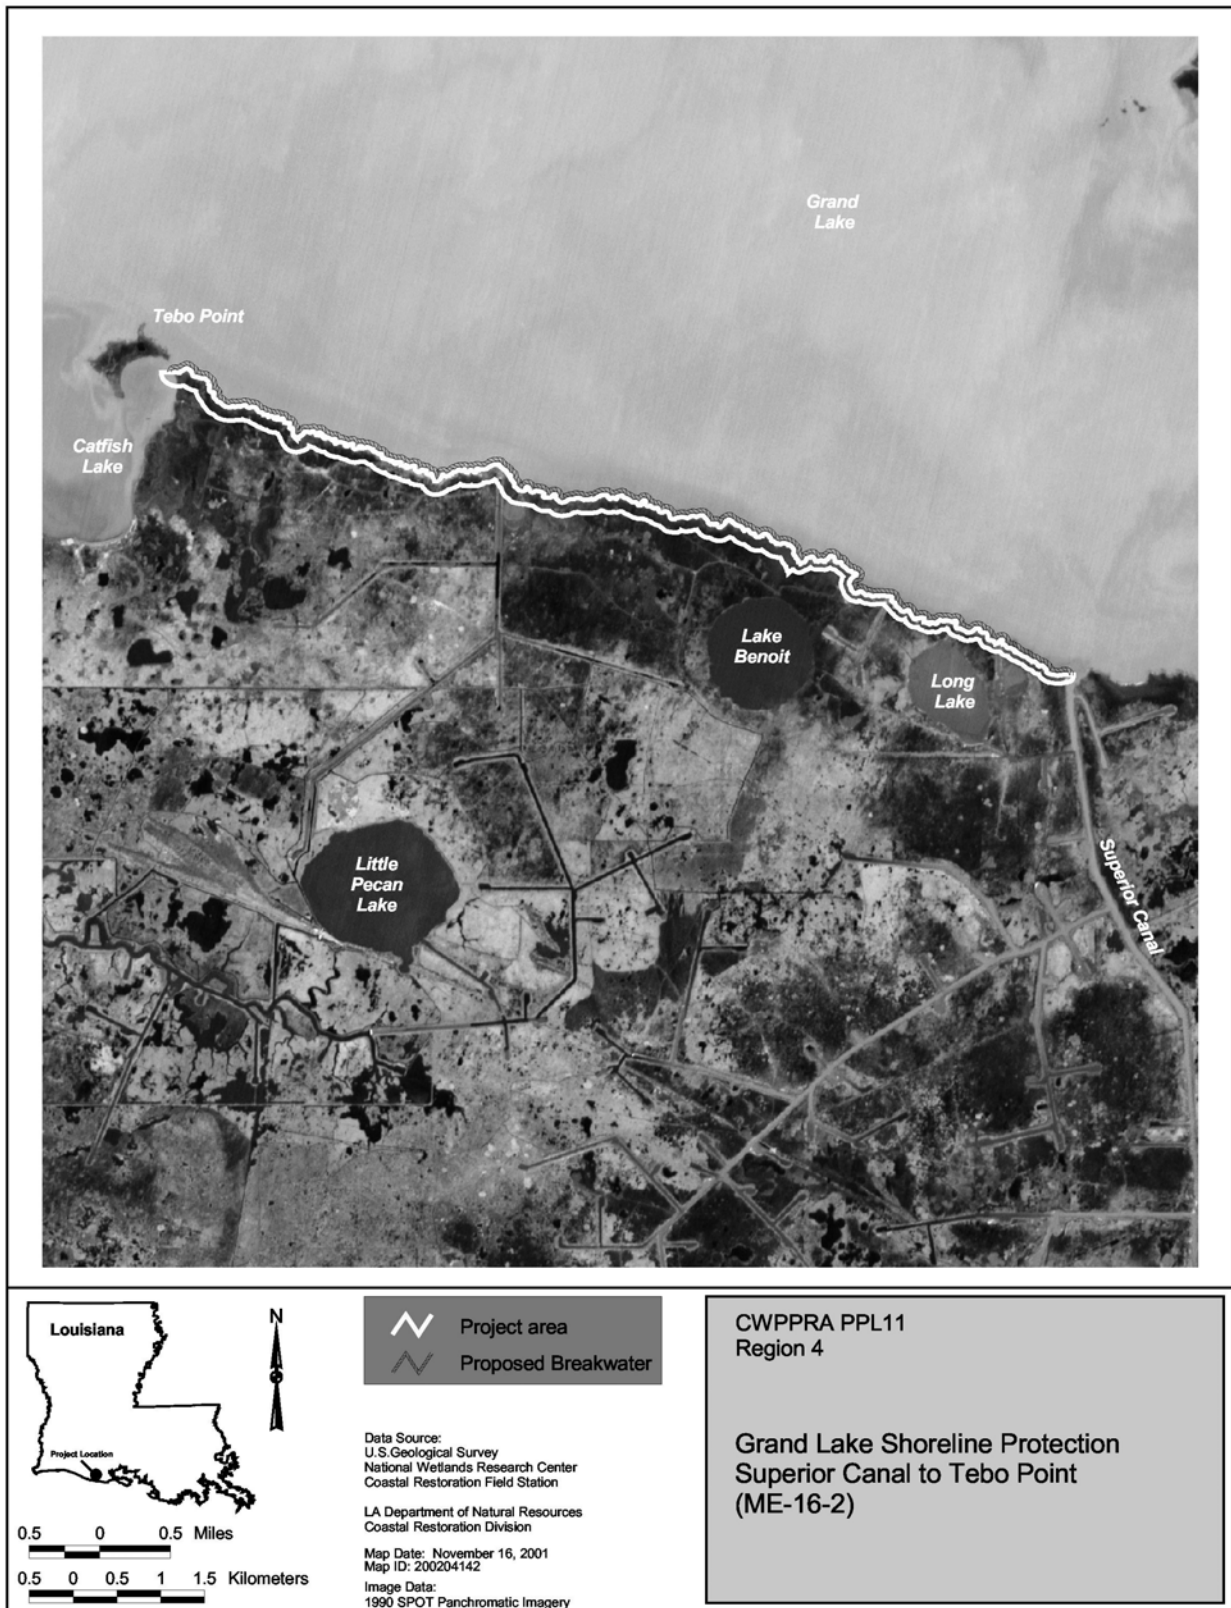 Grand
Lake
Tebo Point
Catfish
Lake
Lake
Benoit
Long
Lake
Little
Pecan
Lake
Superior Canal
Louisiana
Project Location
N
0.5 0 0.5 Miles
0.5 0 0.5 1 1.5 Kilometers
Project area
Proposed Breakwater
Data Source:
U.S.Geological Survey
National Wetlands Research Center
Coastal Restoration Field Station
LA Department of Natural Resources
Coastal Restoration Division
Map Date: November 16, 2001
Map ID: 200204142
Image Data:
1990 SPOT Panchromatic Imagery
CWPPRA PPL11
Region 4
Grand Lake Shoreline Protection
Superior Canal to Tebo Point
(ME-16-2)